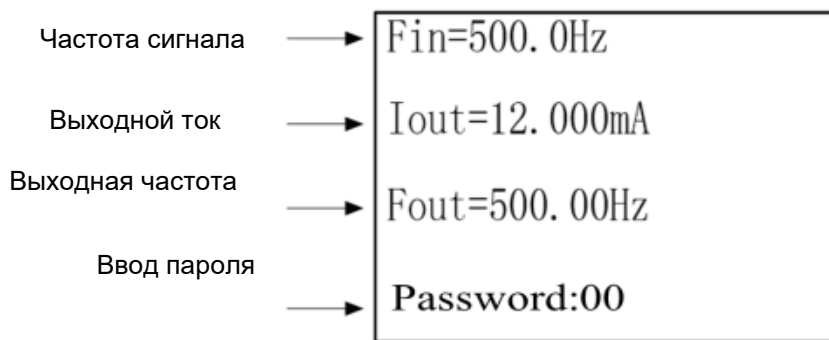 Частота сигнала
Fin=500.0Hz
Выходной ток
Iout=12.000mA
Выходная частота
Fout=500.00Hz
Ввод пароля
Password:00